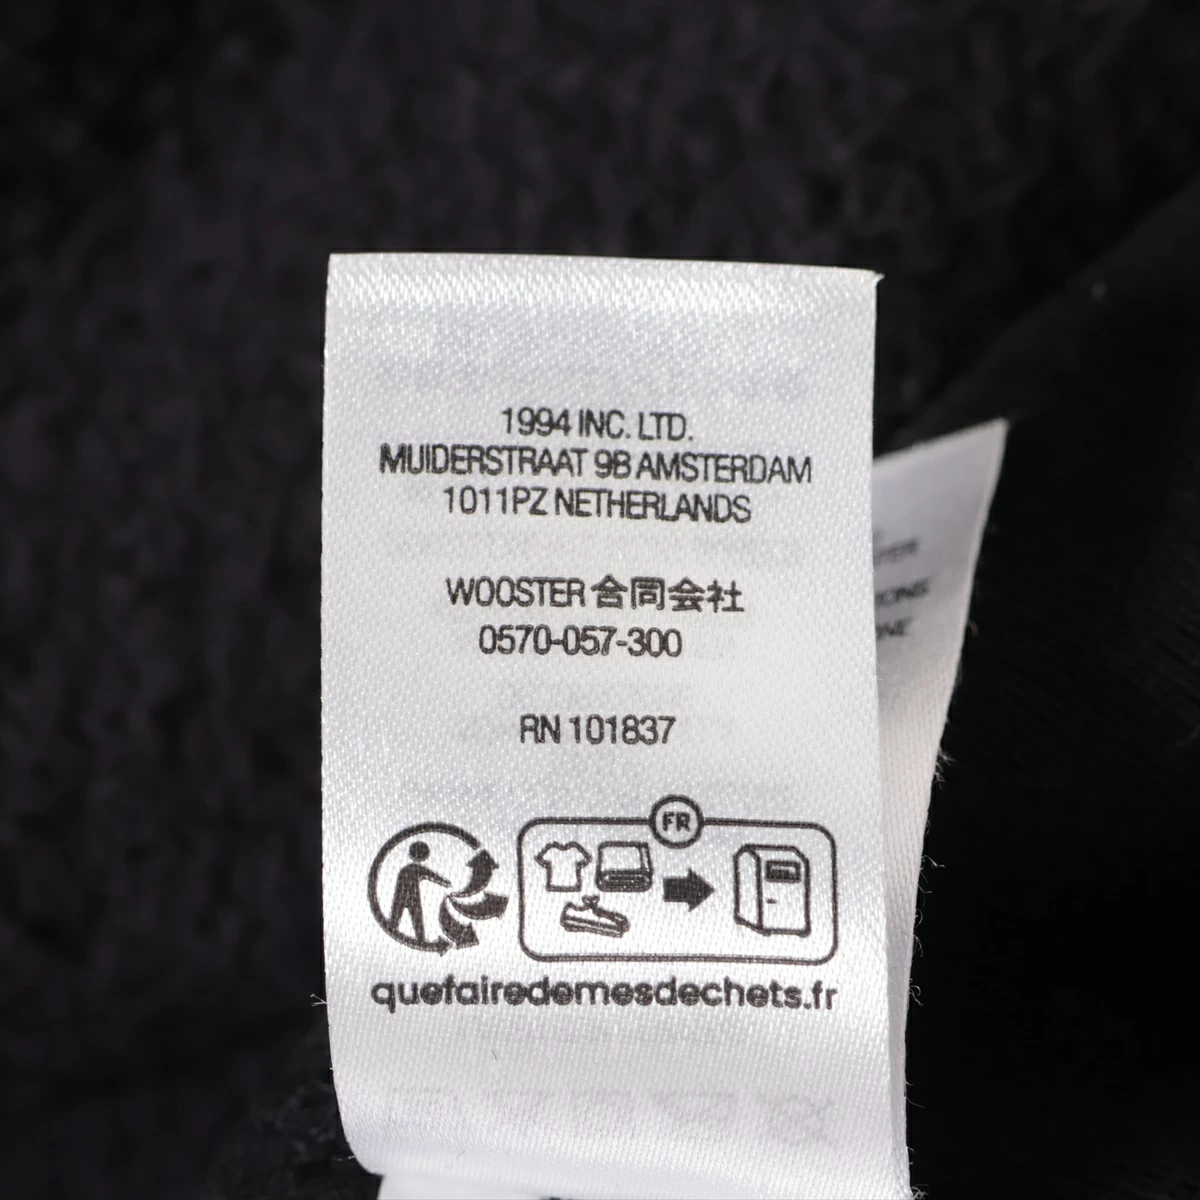 1994 INC. LTD.
MUIDERSTRAAT 9B AMSTERDAM
1011PZ NETHERLANDS
WOOSTER 合同会社
0570-057-300
RN 101837
FR
quefairedemesdechets.fr